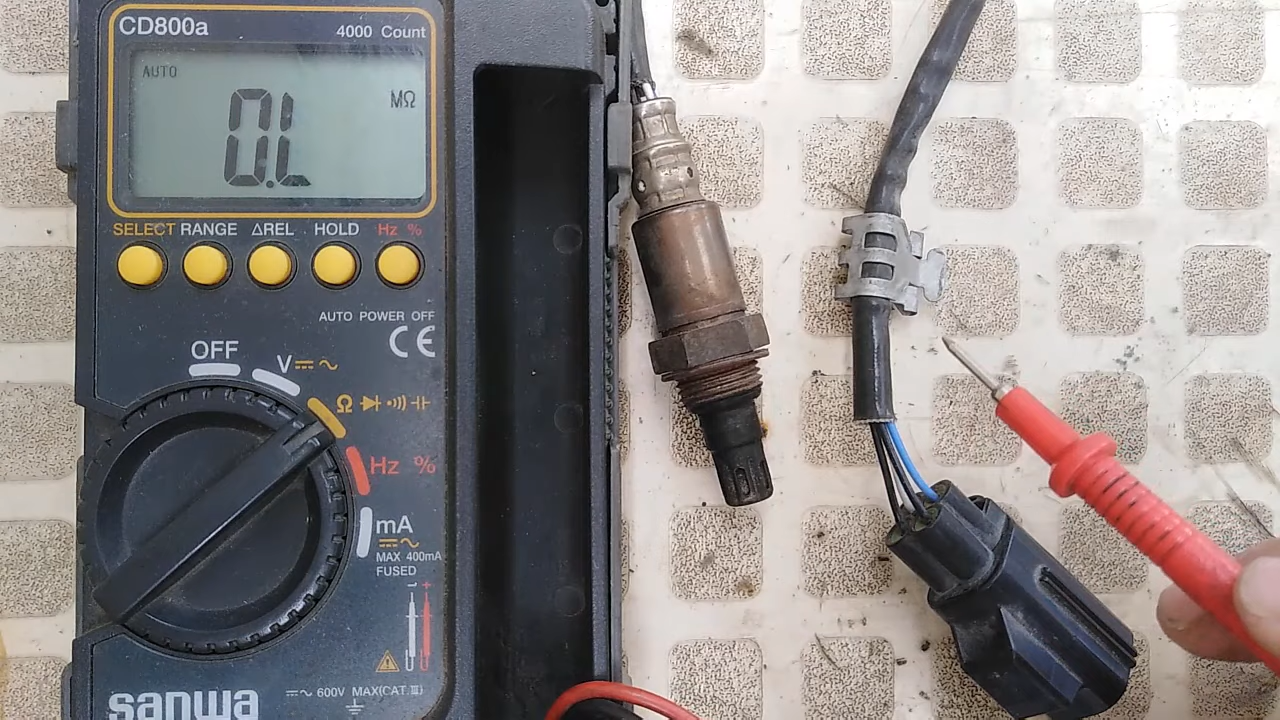 CD800a
4000 Count
AUTO
MΩ
0.L
SELECT RANGE ΔREL HOLD Hz %
AUTO POWER OFF
CE
OFF
V
Ω
Hz %
mA
MAX 400mA
FUSED
- +
sanwa
600V MAX(CAT.Ⅲ)